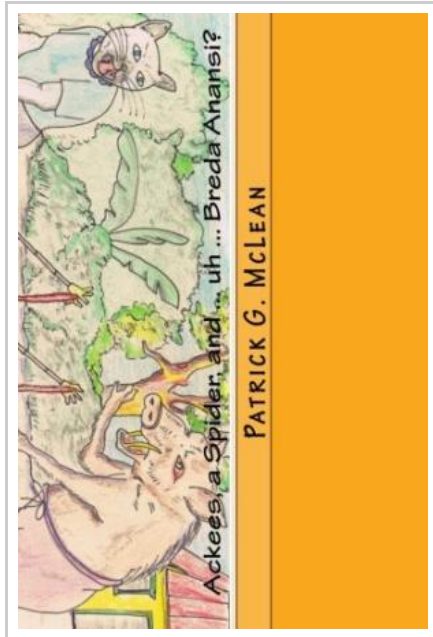 Ackees, a Spider, and ... uh ... Breda Anansi?
PATRICK G. MCLEAN